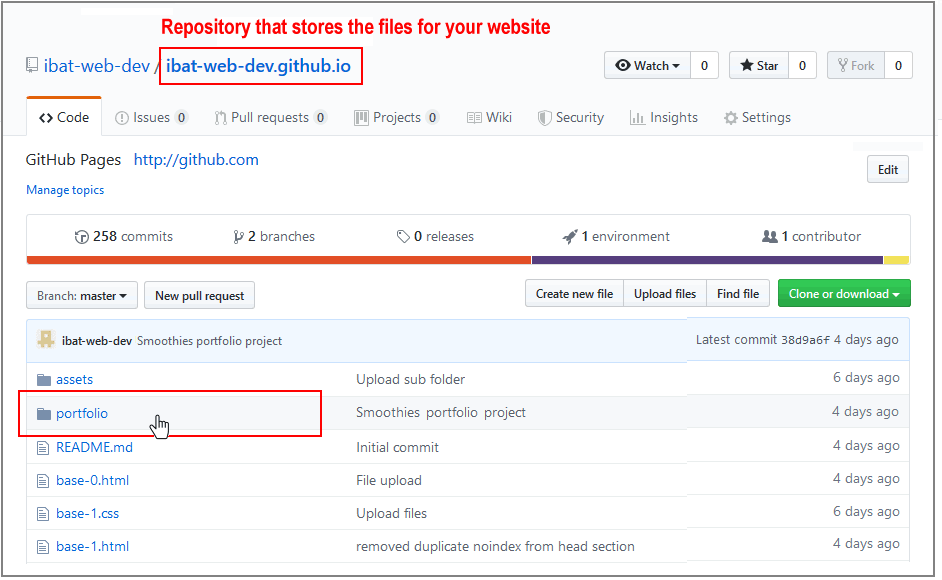 Repository that stores the files for your website
ibat-web-dev / ibat-web-dev.github.io
Watch 0 Star 0 Fork 0
Code Issues 0 Pull requests 0 Projects 0 Wiki Security Insights Settings
GitHub Pages http://github.com
Edit
Manage topics
258 commits 2 branches 0 releases 1 environment 1 contributor
Branch: master New pull request Create new file Upload files Find file Clone or download
ibat-web-dev Smoothies portfolio project Latest commit 38d9a6f 4 days ago
assets Upload sub folder 6 days ago
portfolio Smoothies portfolio project 4 days ago
README.md Initial commit 4 days ago
base-0.html File upload 4 days ago
base-1.css Upload files 6 days ago
base-1.html removed duplicate noindex from head section 4 days ago